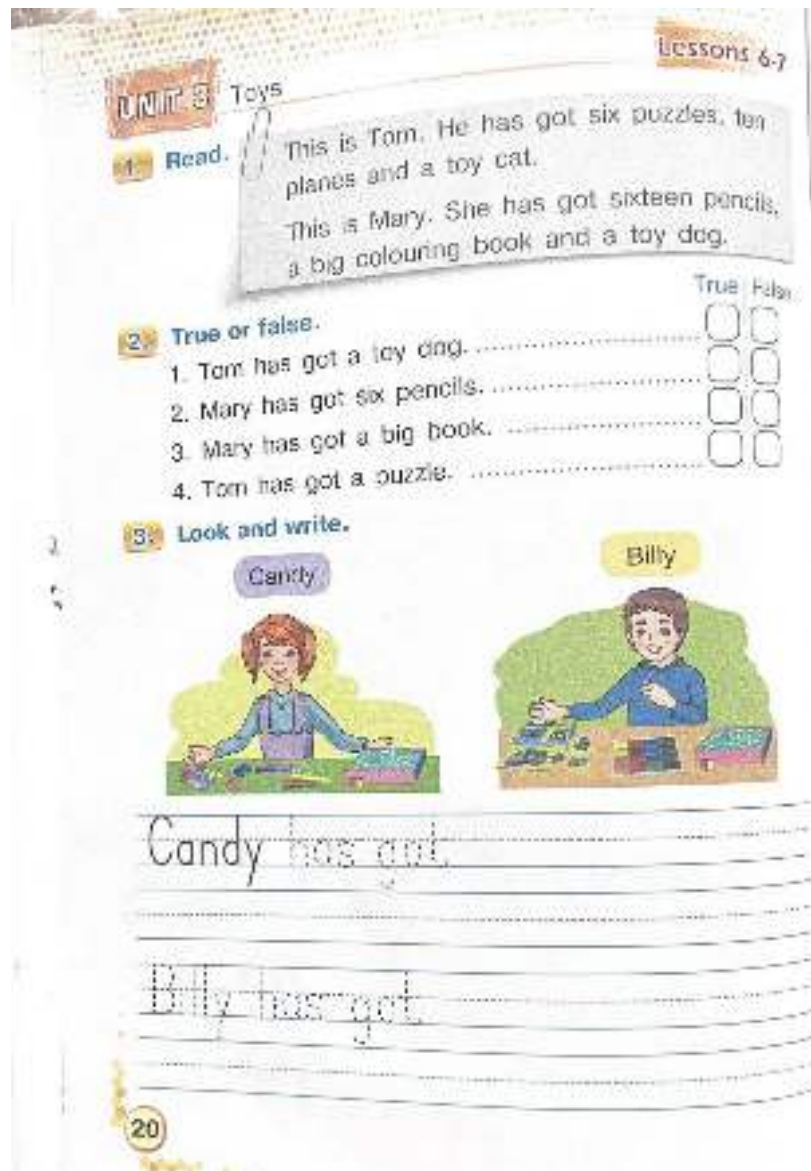 Lessons 6-7
UNIT 3 Toys
1. Read.
This is Tom. He has got six puzzles, ten
planes and a toy cat.
This is Mary. She has got sixteen pencils,
a big colouring book and a toy dog.
True False
2. True or false.
1. Tom has got a toy dog. ........................
2. Mary has got six pencils. ........................
3. Mary has got a big book. ........................
4. Tom has got a puzzle. ........................
3. Look and write.
Candy
Billy
Candy has got
Billy has got
20